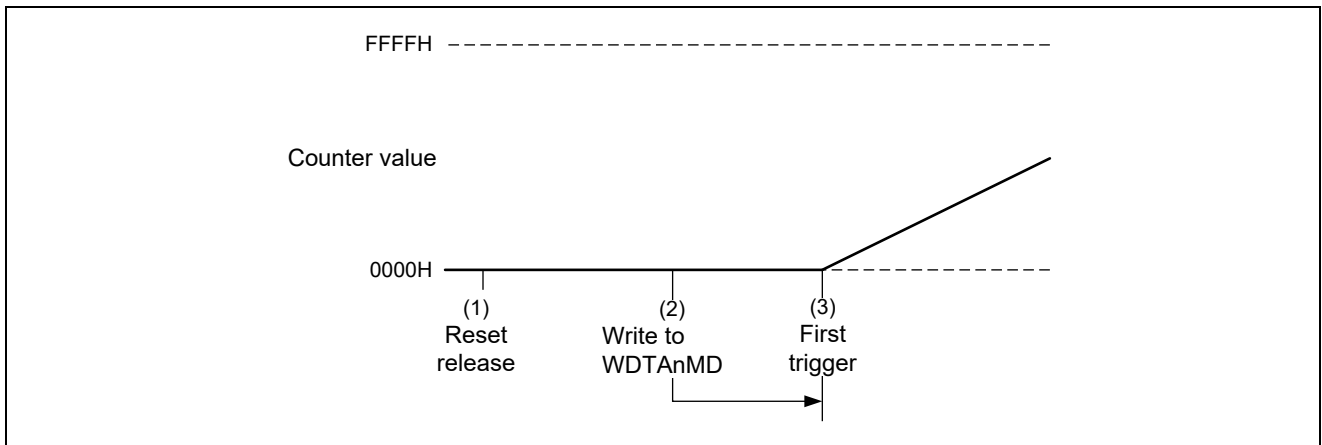 FFFFH
Counter value
0000H
(1)
Reset
release
(2)
Write to
WDTAnMD
(3)
First
trigger